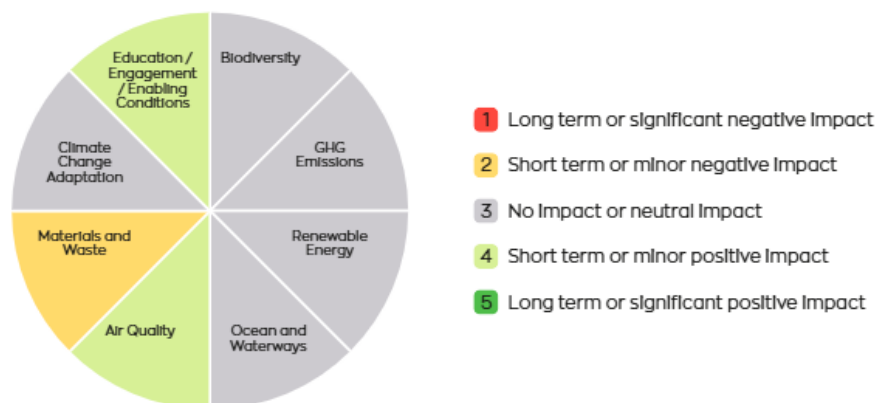 Education /
Engagement
/ Enabling
Conditions
Biodiversity
Climate
Change
Adaptation
GHG
Emissions
Materials and
Waste
Renewable
Energy
Air Quality
Ocean and
Waterways
1 Long term or significant negative impact
2 Short term or minor negative impact
3 No impact or neutral impact
4 Short term or minor positive impact
5 Long term or significant positive impact